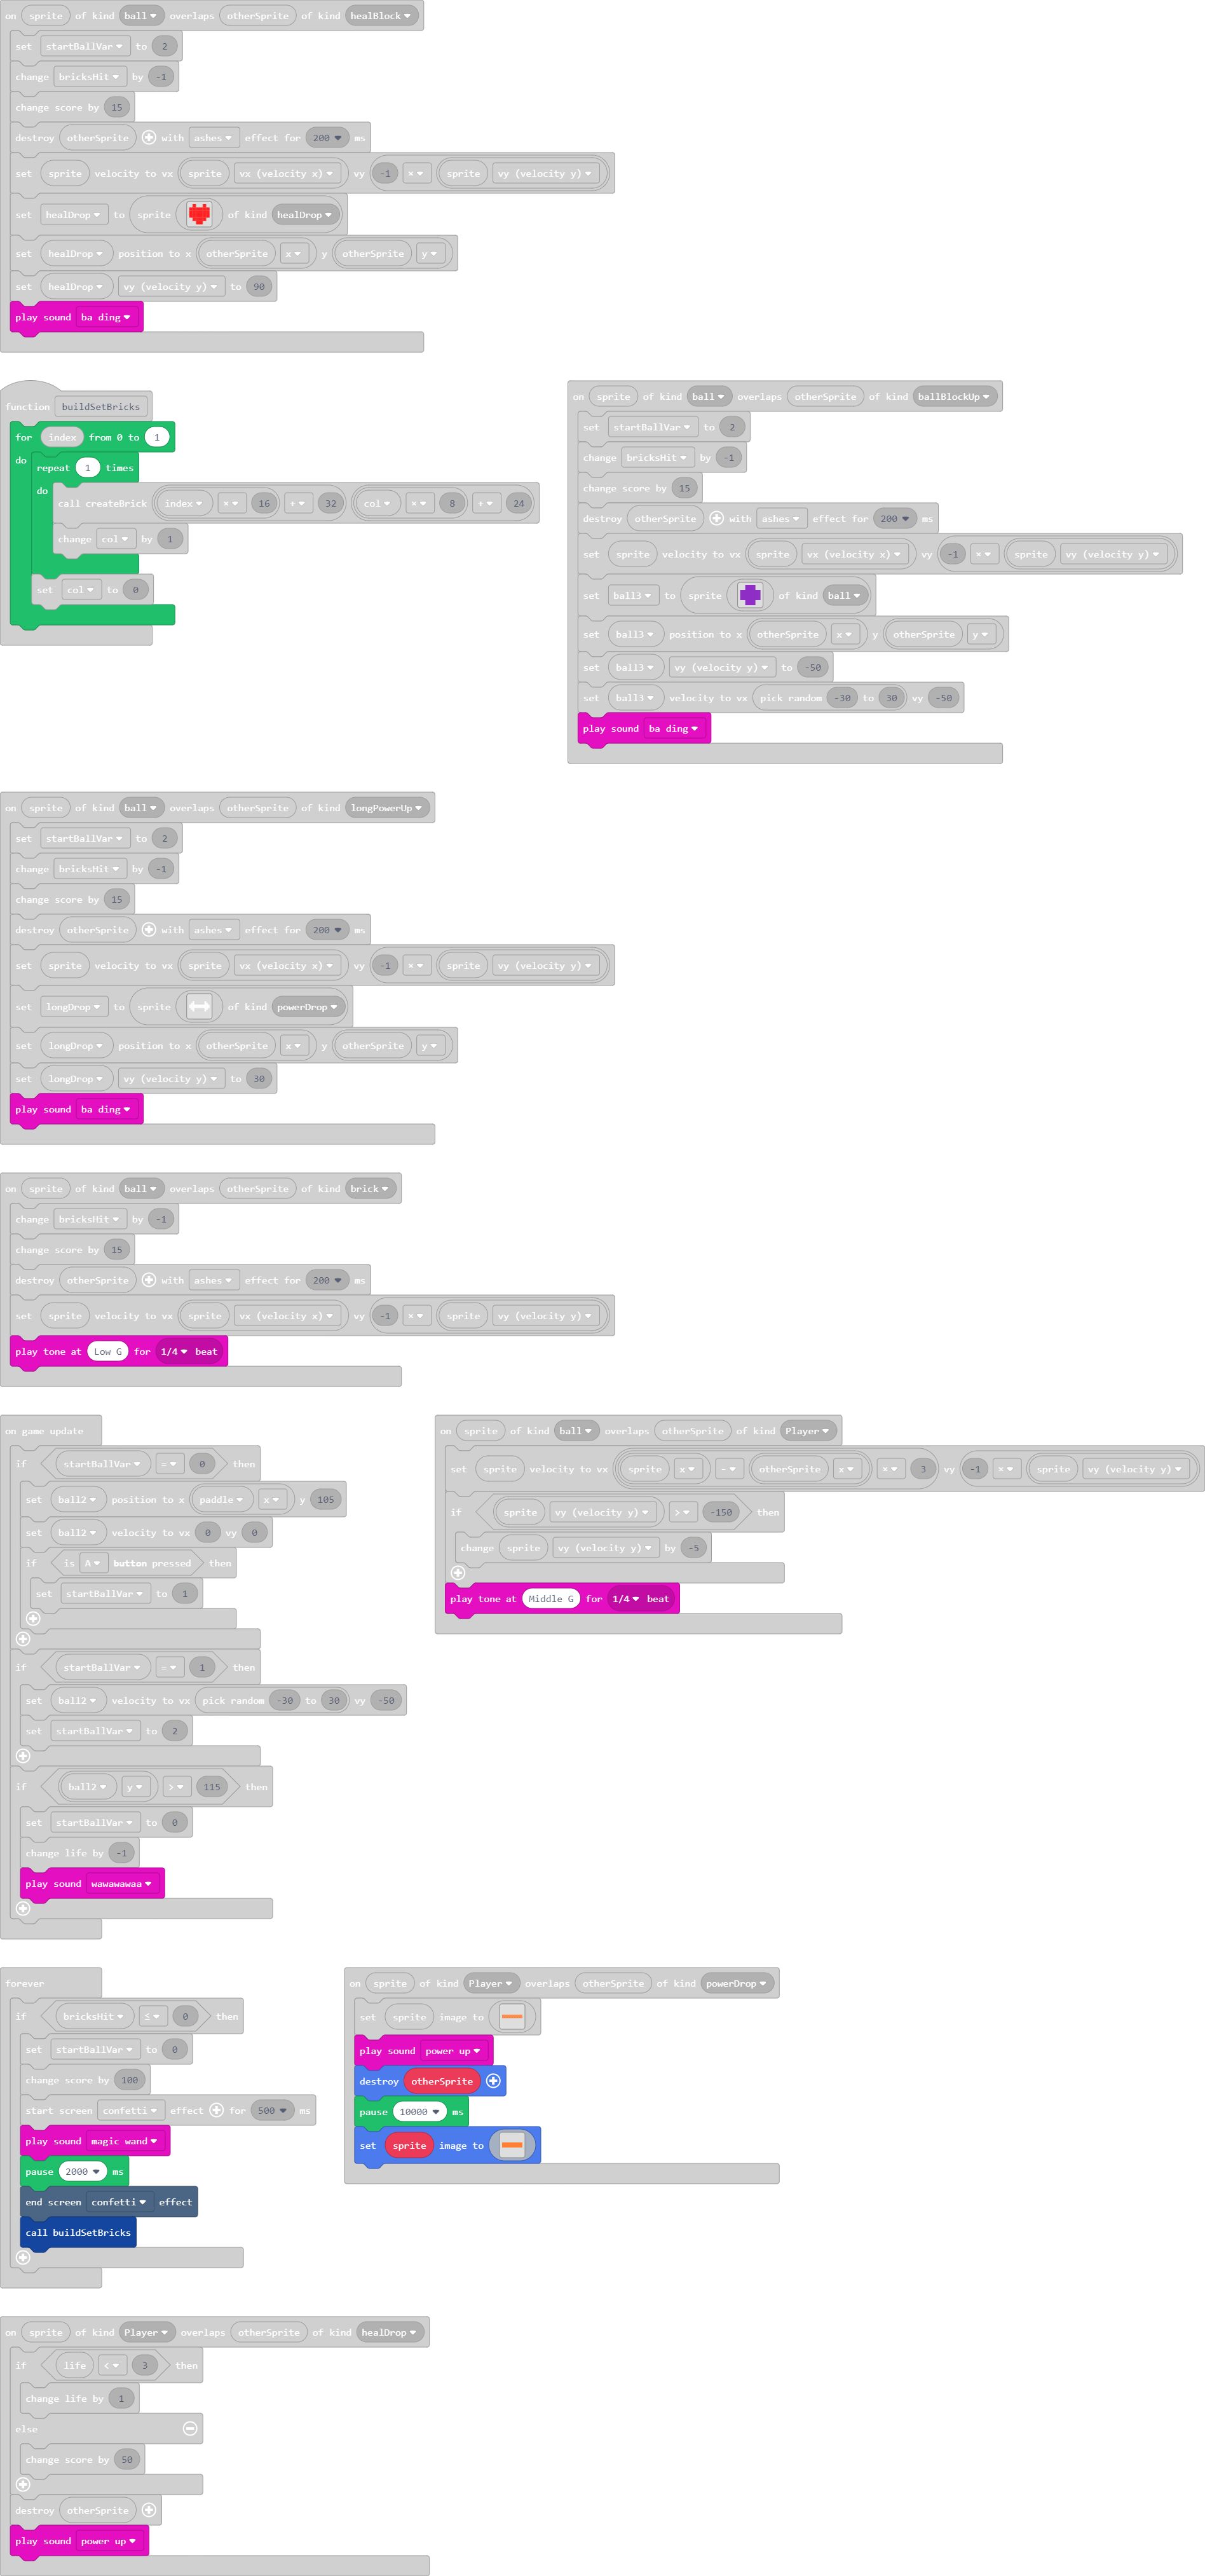 on sprite of kind ball overlaps otherSprite of kind healBlock
set startBallVar to 2
change bricksHit by -1
change score by 15
destroy otherSprite with ashes effect for 200 ms
set sprite velocity to vx sprite vx (velocity x) vy -1 × sprite vy (velocity y)
set healDrop to sprite of kind healDrop
set healDrop position to x otherSprite x y otherSprite y
set healDrop vy (velocity y) to 90
play sound ba ding
function buildSetBricks
for index from 0 to 1
do
repeat 1 times
do
call createBrick index × 16 + 32 col × 8 + 24
change col by 1
set col to 0
on sprite of kind ball overlaps otherSprite of kind ballBlockUp
set startBallVar to 2
change bricksHit by -1
change score by 15
destroy otherSprite with ashes effect for 200 ms
set sprite velocity to vx sprite vx (velocity x) vy -1 × sprite vy (velocity y)
set ball3 to sprite of kind ball
set ball3 position to x otherSprite x y otherSprite y
set ball3 vy (velocity y) to -50
set ball3 velocity to vx pick random -30 to 30 vy -50
play sound ba ding
on sprite of kind ball overlaps otherSprite of kind longPowerUp
set startBallVar to 2
change bricksHit by -1
change score by 15
destroy otherSprite with ashes effect for 200 ms
set sprite velocity to vx sprite vx (velocity x) vy -1 × sprite vy (velocity y)
set longDrop to sprite of kind powerDrop
set longDrop position to x otherSprite x y otherSprite y
set longDrop vy (velocity y) to 30
play sound ba ding
on sprite of kind ball overlaps otherSprite of kind brick
change bricksHit by -1
change score by 15
destroy otherSprite with ashes effect for 200 ms
set sprite velocity to vx sprite vx (velocity x) vy -1 × sprite vy (velocity y)
play tone at Low G for 1/4 beat
on game update
if startBallVar = 0 then
set ball2 position to x paddle x y 105
set ball2 velocity to vx 0 vy 0
if is A button pressed then
set startBallVar to 1
if startBallVar = 1 then
set ball2 velocity to vx pick random -30 to 30 vy -50
set startBallVar to 2
if ball2 y > 115 then
set startBallVar to 0
change life by -1
play sound wawawawaa
on sprite of kind ball overlaps otherSprite of kind Player
set sprite velocity to vx sprite x - otherSprite x × 3 vy -1 × sprite vy (velocity y)
if sprite vy (velocity y) > -150 then
change sprite vy (velocity y) by -5
play tone at Middle G for 1/4 beat
forever
if bricksHit ≤ 0 then
set startBallVar to 0
change score by 100
start screen confetti effect for 500 ms
play sound magic wand
pause 2000 ms
end screen confetti effect
call buildSetBricks
on sprite of kind Player overlaps otherSprite of kind powerDrop
set sprite image to
play sound power up
destroy otherSprite
pause 10000 ms
set sprite image to
on sprite of kind Player overlaps otherSprite of kind healDrop
if life < 3 then
change life by 1
else
change score by 50
destroy otherSprite
play sound power up